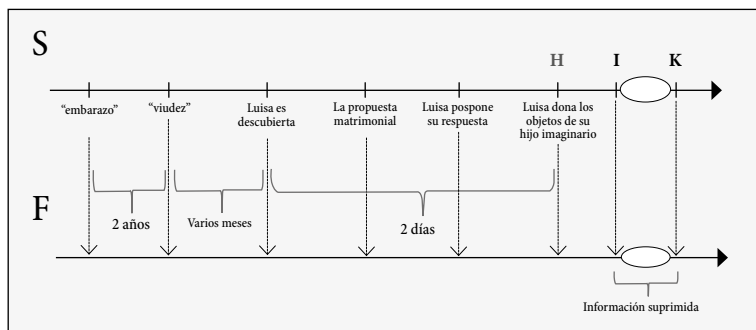 S
H
I
K
“embarazo”
“viudez”
Luisa es
descubierta
La propuesta
matrimonial
Luisa pospone
su respuesta
Luisa dona los
objetos de su
hijo imaginario
F
2 años
Varios meses
2 días
Información suprimida